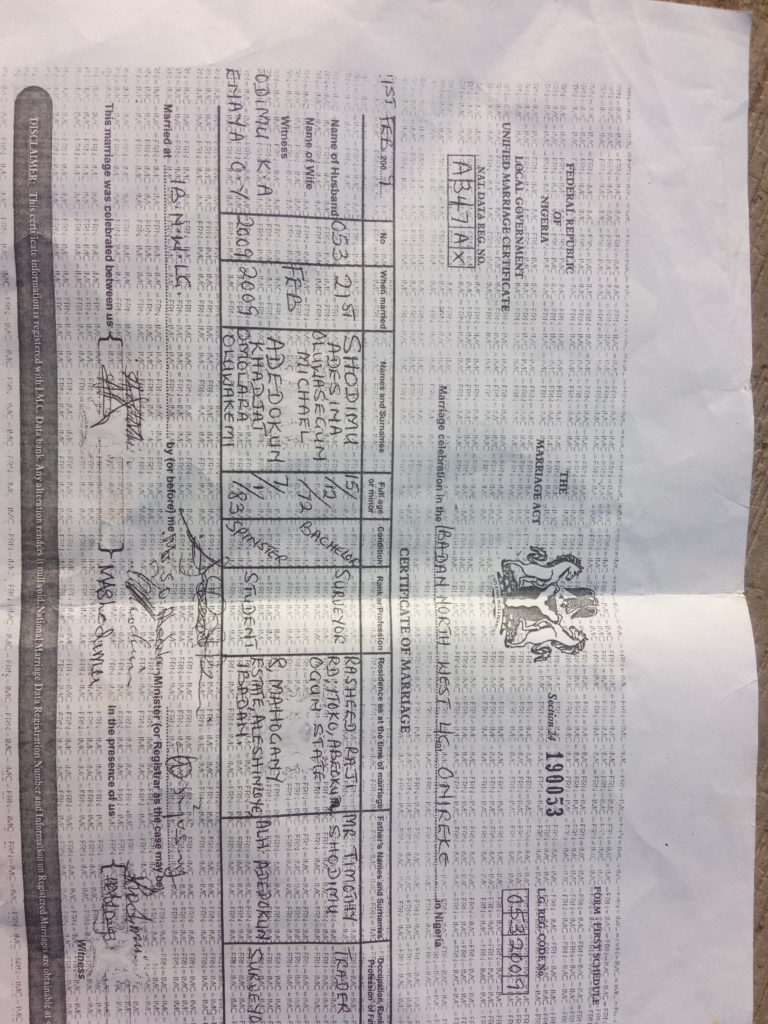 FORM: FIRST SCHEDULE
FEDERAL REPUBLIC
OF
NIGERIA
THE
MARRIAGE ACT
Section 24
190053
L/G. REG. CODE NO.
0532009
LOCAL GOVERNMENT
UNIFIED MARRIAGE CERTIFICATE
NAT. DATA REG. NO.
AB47AX
Marriage celebration in the IBADAN NORTH WEST L/G at ONIREKE in Nigeria
CERTIFICATE OF MARRIAGE
21ST FEB 2009
No When married Names and Surnames Full age or minor Condition Rank or Profession Residence as at the time of marriage Father's Names and Surnames Occupation, Rank
Name of Husband 053 21ST SHODIMU 15/ BACHELOR SURVEYOR RASHEED RAJI MR. TIMOTHY TRADER
ADESINA 12/ RD, ITOKO, ABEOKUTA SHODIMU
OLUWASEGUN /72 OGUN STATE
Name of Wife FEB MICHAEL
Witness ADEDOKUN 7/ SPINSTER STUDENT 8, MAHOGANY ALH. ADEDOKUN
ODIMU K. A 2009 2009 KHADIJAT 1/ ESTATE, ALESHINLOYE,
OMOLARA /83 IBADAN.
OLUWAKEMI
Married at IB.N.W.LG by (or before) me Minister (or Registrar as the case may be)
This marriage was celebrated between us In the presence of us
Witness
DISCLAIMER: This certificate information is registered with I.M.C. Data bank. Any alteration renders it null/void. National Marriage Data Registration Number and Information on Registered Marriages are obtainable at